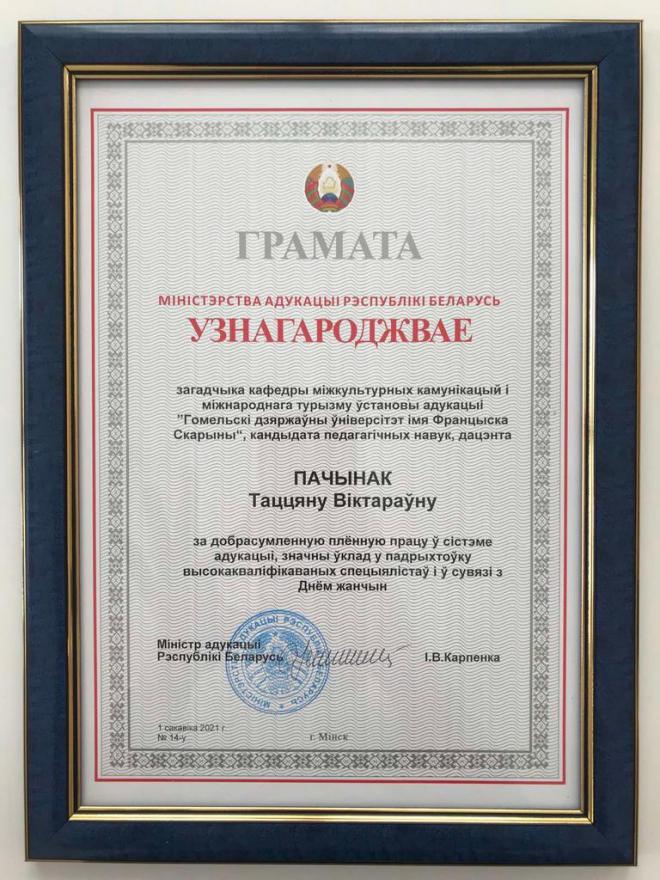 ГРАМАТА
МІНІСТЭРСТВА АДУКАЦЫІ РЭСПУБЛІКІ БЕЛАРУСЬ
УЗНАГАРОДЖВАЕ
загадчыка кафедры міжкультурных камунікацый і
міжнароднага турызму ўстановы адукацыі
"Гомельскі дзяржаўны ўніверсітэт імя Францыска
Скарыны“, кандыдата педагагічных навук, дацэнта
ПАЧЫНАК
Таццяну Віктараўну
за добрасумленную плённую працу ў сістэме
адукацыі, значны ўклад у падрыхтоўку
высокакваліфікаваных спецыялістаў і ў сувязі з
Днём жанчын
Міністр адукацыі
Рэспублікі Беларусь
І.В.Карпенка
1 сакавіка 2021 г.
№ 14-у
г. Мінск